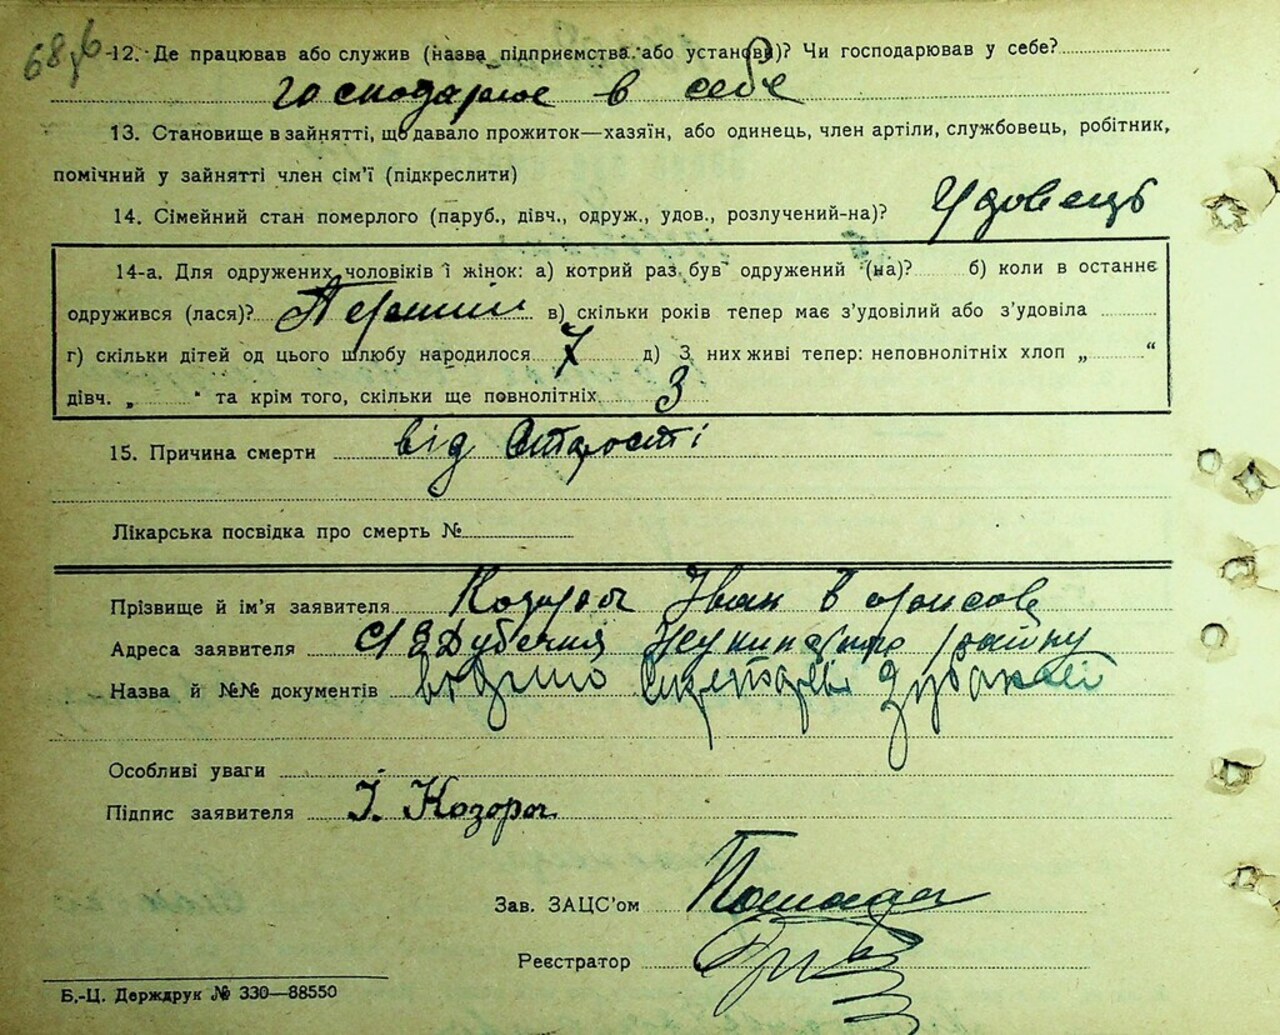 68
12. Де працював або служив (назва підприємства або установи)? Чи господарював у себе?
господарює в себе
13. Становище в зайнятті, що давало прожиток—хазяїн, або одинець, член артіли, службовець, робітник,
помічний у зайнятті член сім'ї (підкреслити)
14. Сімейний стан померлого (паруб., дівч., одруж., удов., розлучений-на)? Удовець
14-а. Для одружених чоловіків і жінок: а) котрий раз був одружений (на)? б) коли в останнє
одружився (лася)? Перший в) скільки років тепер має з'удовілий або з'удовіла
г) скільки дітей од цього шлюбу народилося 7 д) З них живі тепер: неповнолітніх хлоп „ “
дівч. „ “ та крім того, скільки ще повнолітніх 3
15. Причина смерти від старості
Лікарська посвідка про смерть №
Прізвище й ім'я заявителя Козорог Іван
Адреса заявителя Дубечня району
Назва й №№ документів
Особливі уваги
Підпис заявителя І. Козорог
Зав. ЗАЦС'ом
Реєстратор
Б.-Ц. Держдрук № 330—88550